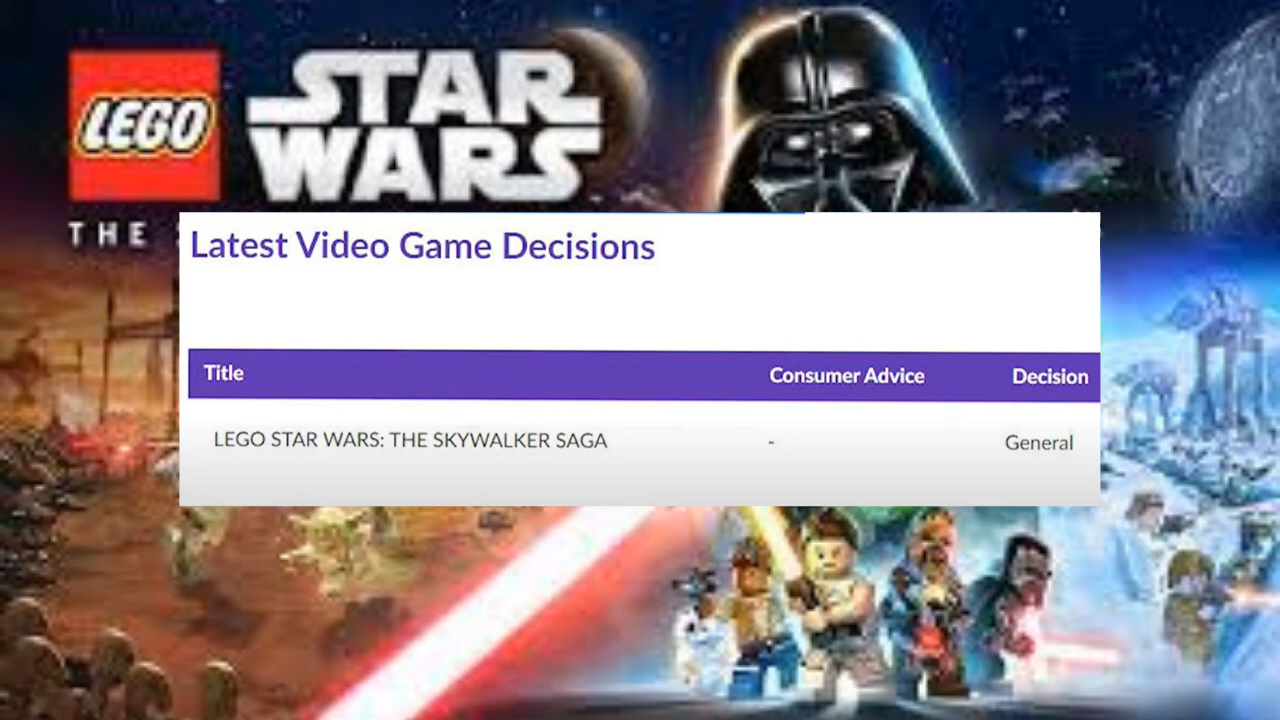 LEGO
STAR
WARS
THE
Latest Video Game Decisions
Title Consumer Advice Decision
LEGO STAR WARS: THE SKYWALKER SAGA - General